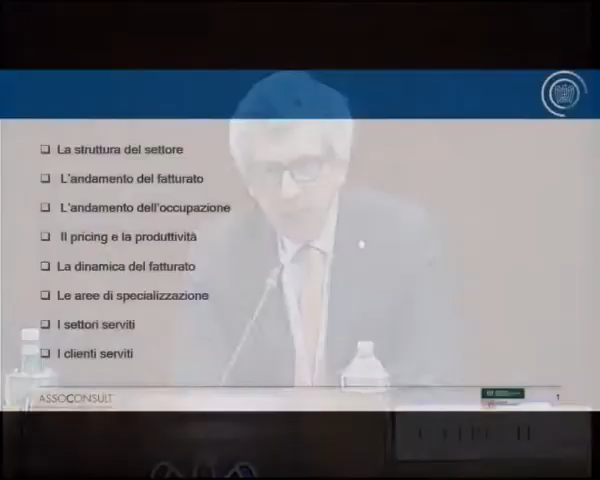 ❑ La struttura del settore
❑ L'andamento del fatturato
❑ L'andamento dell'occupazione
❑ Il pricing e la produttività
❑ La dinamica del fatturato
❑ Le aree di specializzazione
❑ I settori serviti
❑ I clienti serviti
ASSOCONSULT
1